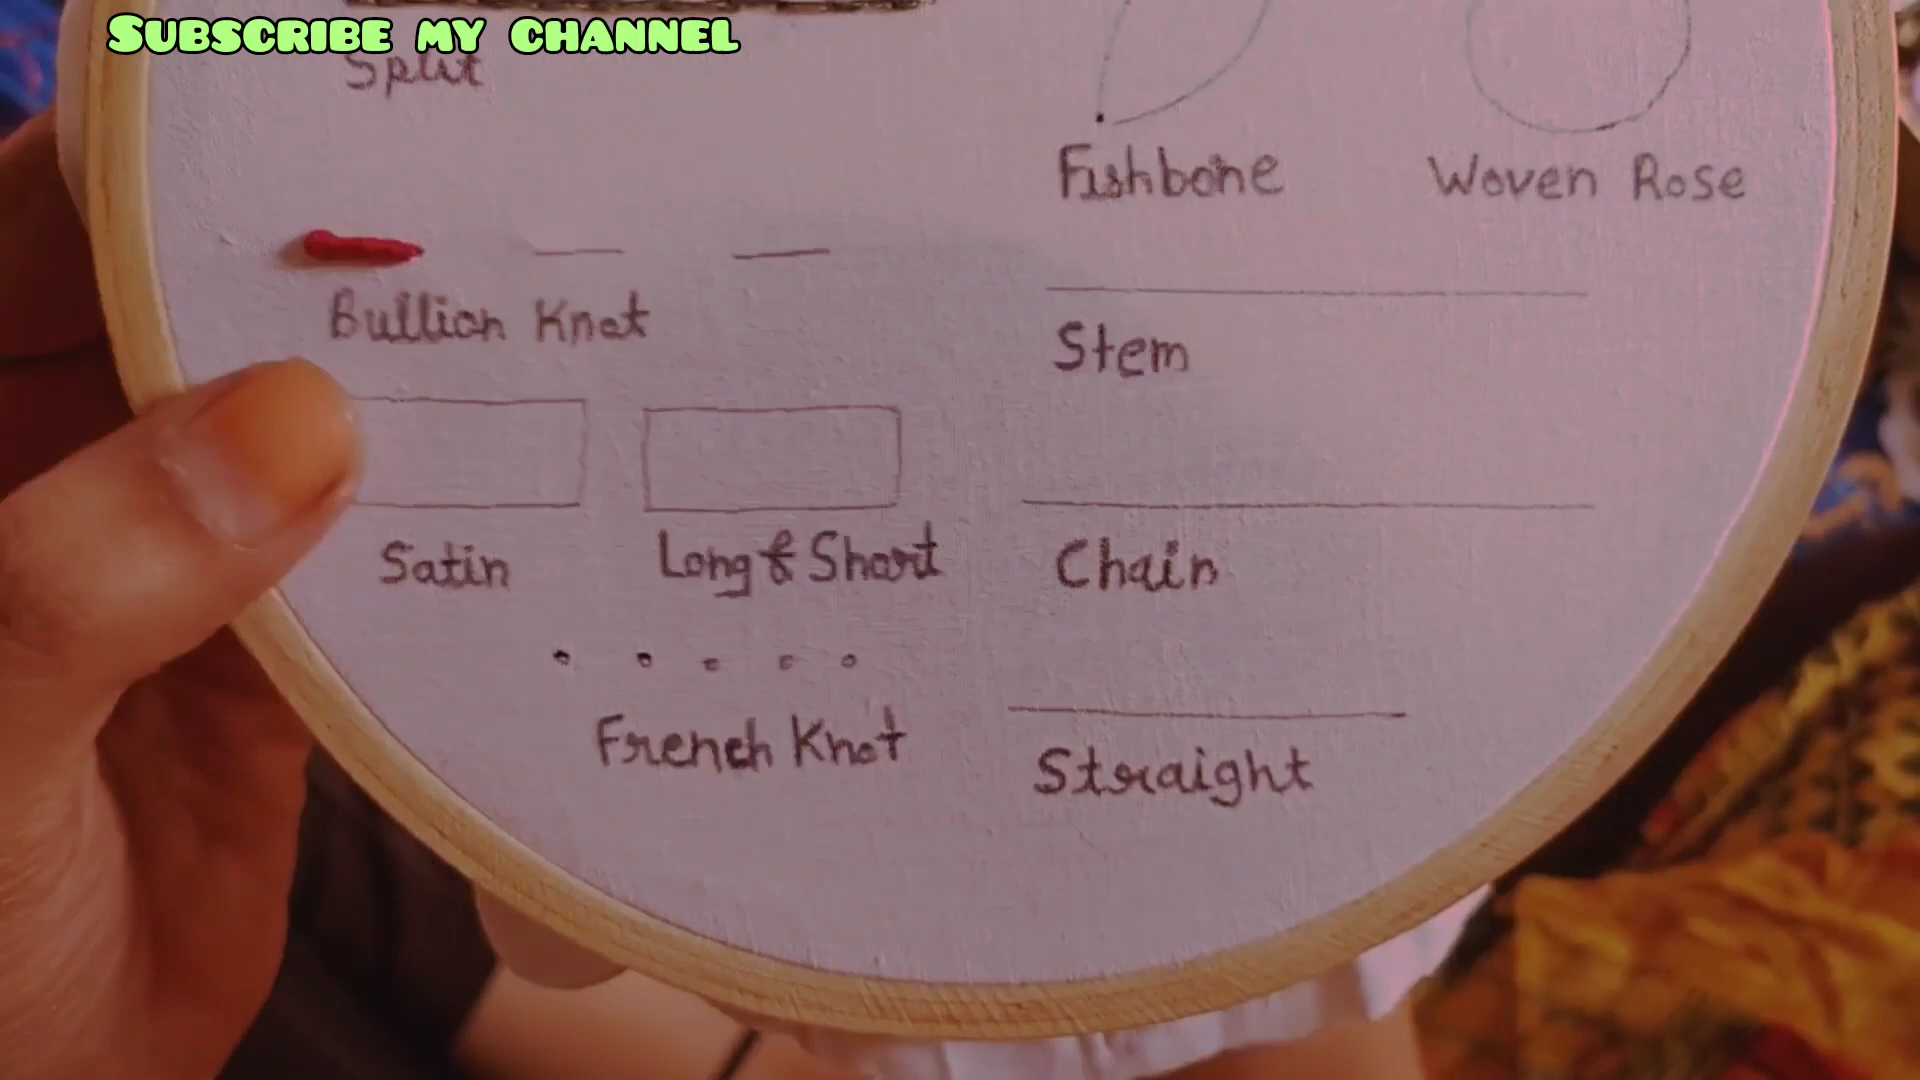 SUBSCRIBE MY CHANNEL
Split
Fishbone
Woven Rose
Bullion Knot
Stem
Satin
Long & Short
Chain
French Knot
Straight